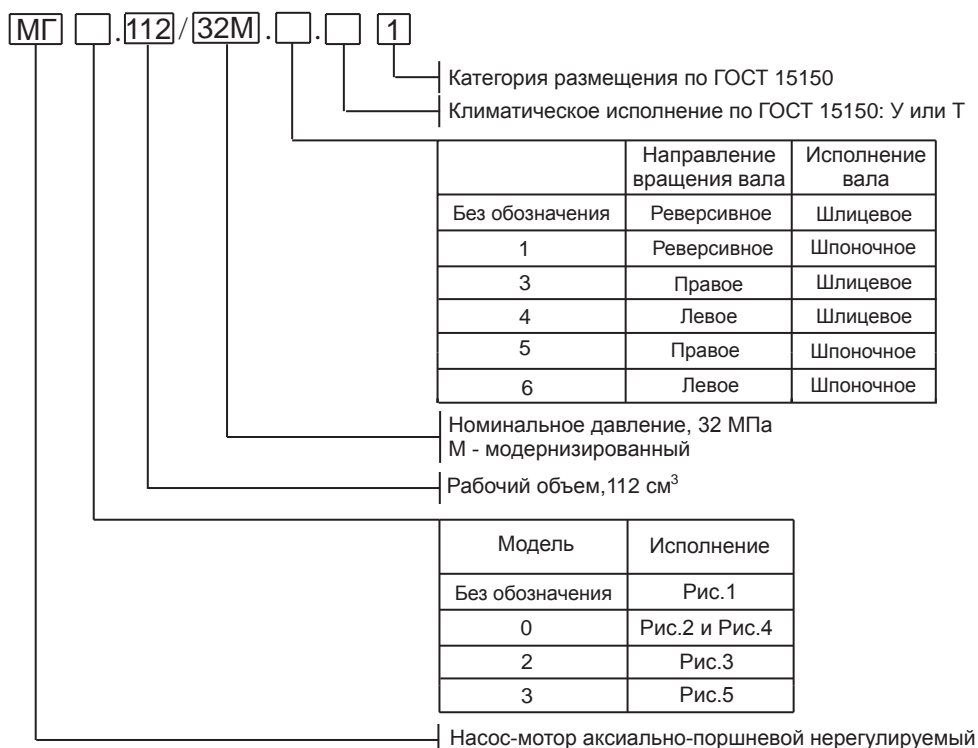 МГ .112/32М. . 1
Категория размещения по ГОСТ 15150
Климатическое исполнение по ГОСТ 15150: У или Т
Направление вращения вала Исполнение вала
Без обозначения Реверсивное Шлицевое
1 Реверсивное Шпоночное
3 Правое Шлицевое
4 Левое Шлицевое
5 Правое Шпоночное
6 Левое Шпоночное
Номинальное давление, 32 МПа
М - модернизированный
Рабочий объем,112 см³
Модель Исполнение
Без обозначения Рис.1
0 Рис.2 и Рис.4
2 Рис.3
3 Рис.5
Насос-мотор аксиально-поршневой нерегулируемый